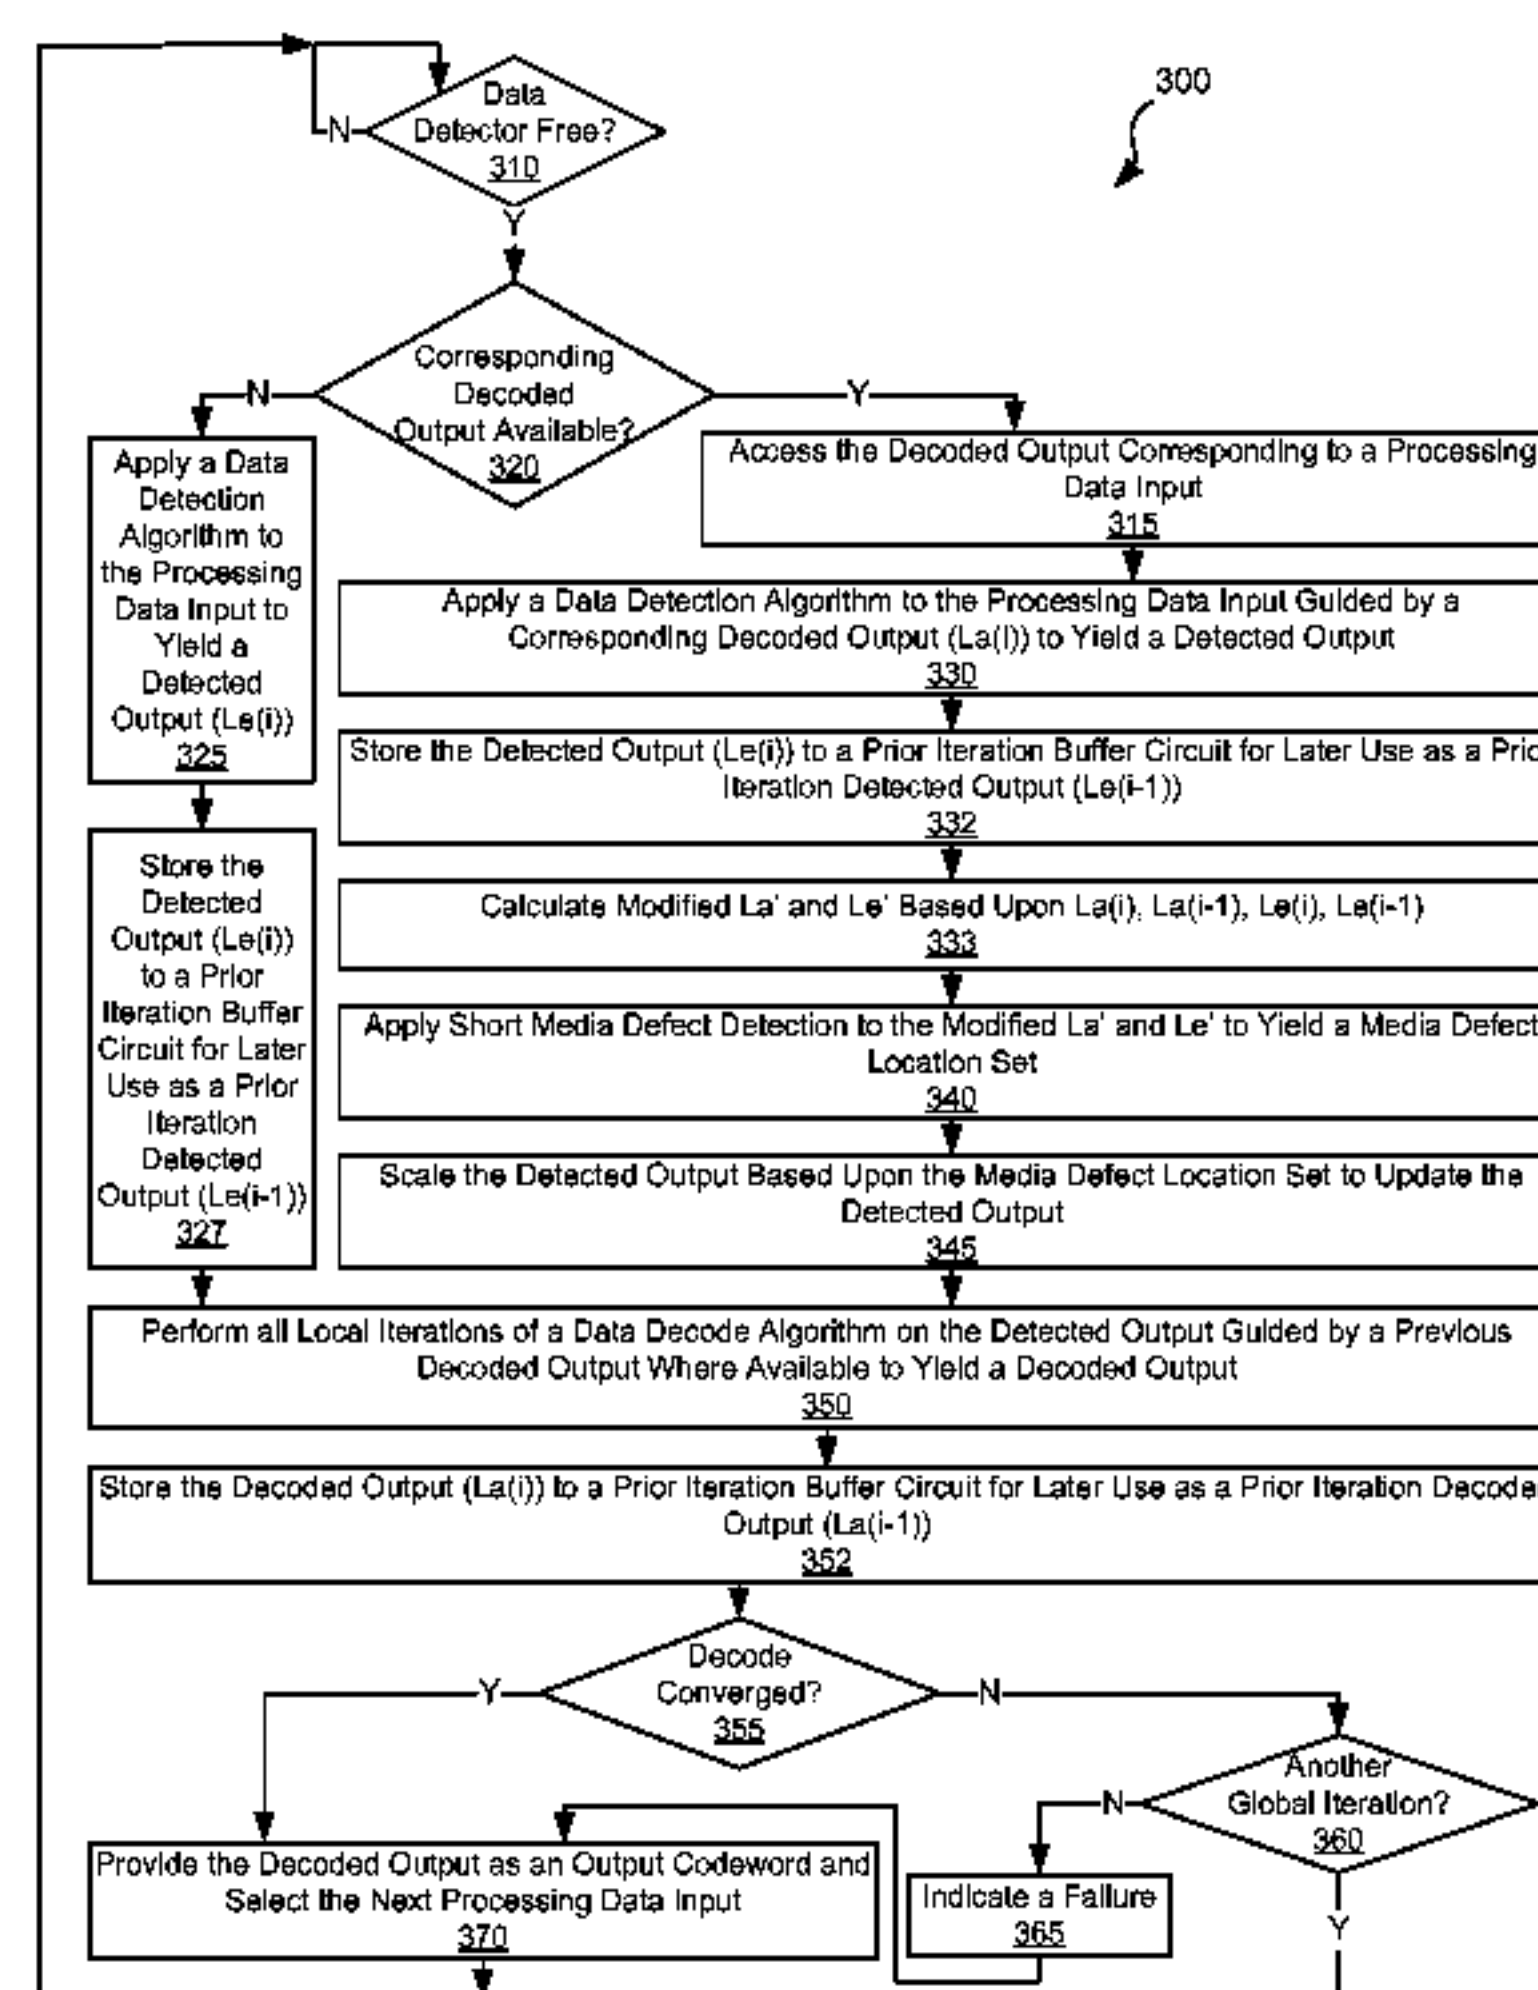 300
Data
Detector Free?
310
N
Y
Corresponding
Decoded
Output Available?
320
N
Y
Apply a Data
Detection
Algorithm to
the Processing
Data Input to
Yield a
Detected
Output (Le(i))
325
Access the Decoded Output Corresponding to a Processing
Data Input
315
Apply a Data Detection Algorithm to the Processing Data Input Guided by a
Corresponding Decoded Output (La(i)) to Yield a Detected Output
330
Store the Detected Output (Le(i)) to a Prior Iteration Buffer Circuit for Later Use as a Prio
Iteration Detected Output (Le(i-1))
332
Store the
Detected
Output (Le(i))
to a Prior
Iteration Buffer
Circuit for Later
Use as a Prior
Iteration
Detected
Output (Le(i-1))
327
Calculate Modified La' and Le' Based Upon La(i), La(i-1), Le(i), Le(i-1)
333
Apply Short Media Defect Detection to the Modified La' and Le' to Yield a Media Defect
Location Set
340
Scale the Detected Output Based Upon the Media Defect Location Set to Update the
Detected Output
345
Perform all Local Iterations of a Data Decode Algorithm on the Detected Output Guided by a Previous
Decoded Output Where Available to Yield a Decoded Output
350
Store the Decoded Output (La(i)) to a Prior Iteration Buffer Circuit for Later Use as a Prior Iteration Decode
Output (La(i-1))
352
Decode
Converged?
355
Y
N
Another
Global Iteration?
360
N
Y
Provide the Decoded Output as an Output Codeword and
Select the Next Processing Data Input
370
Indicate a Failure
365